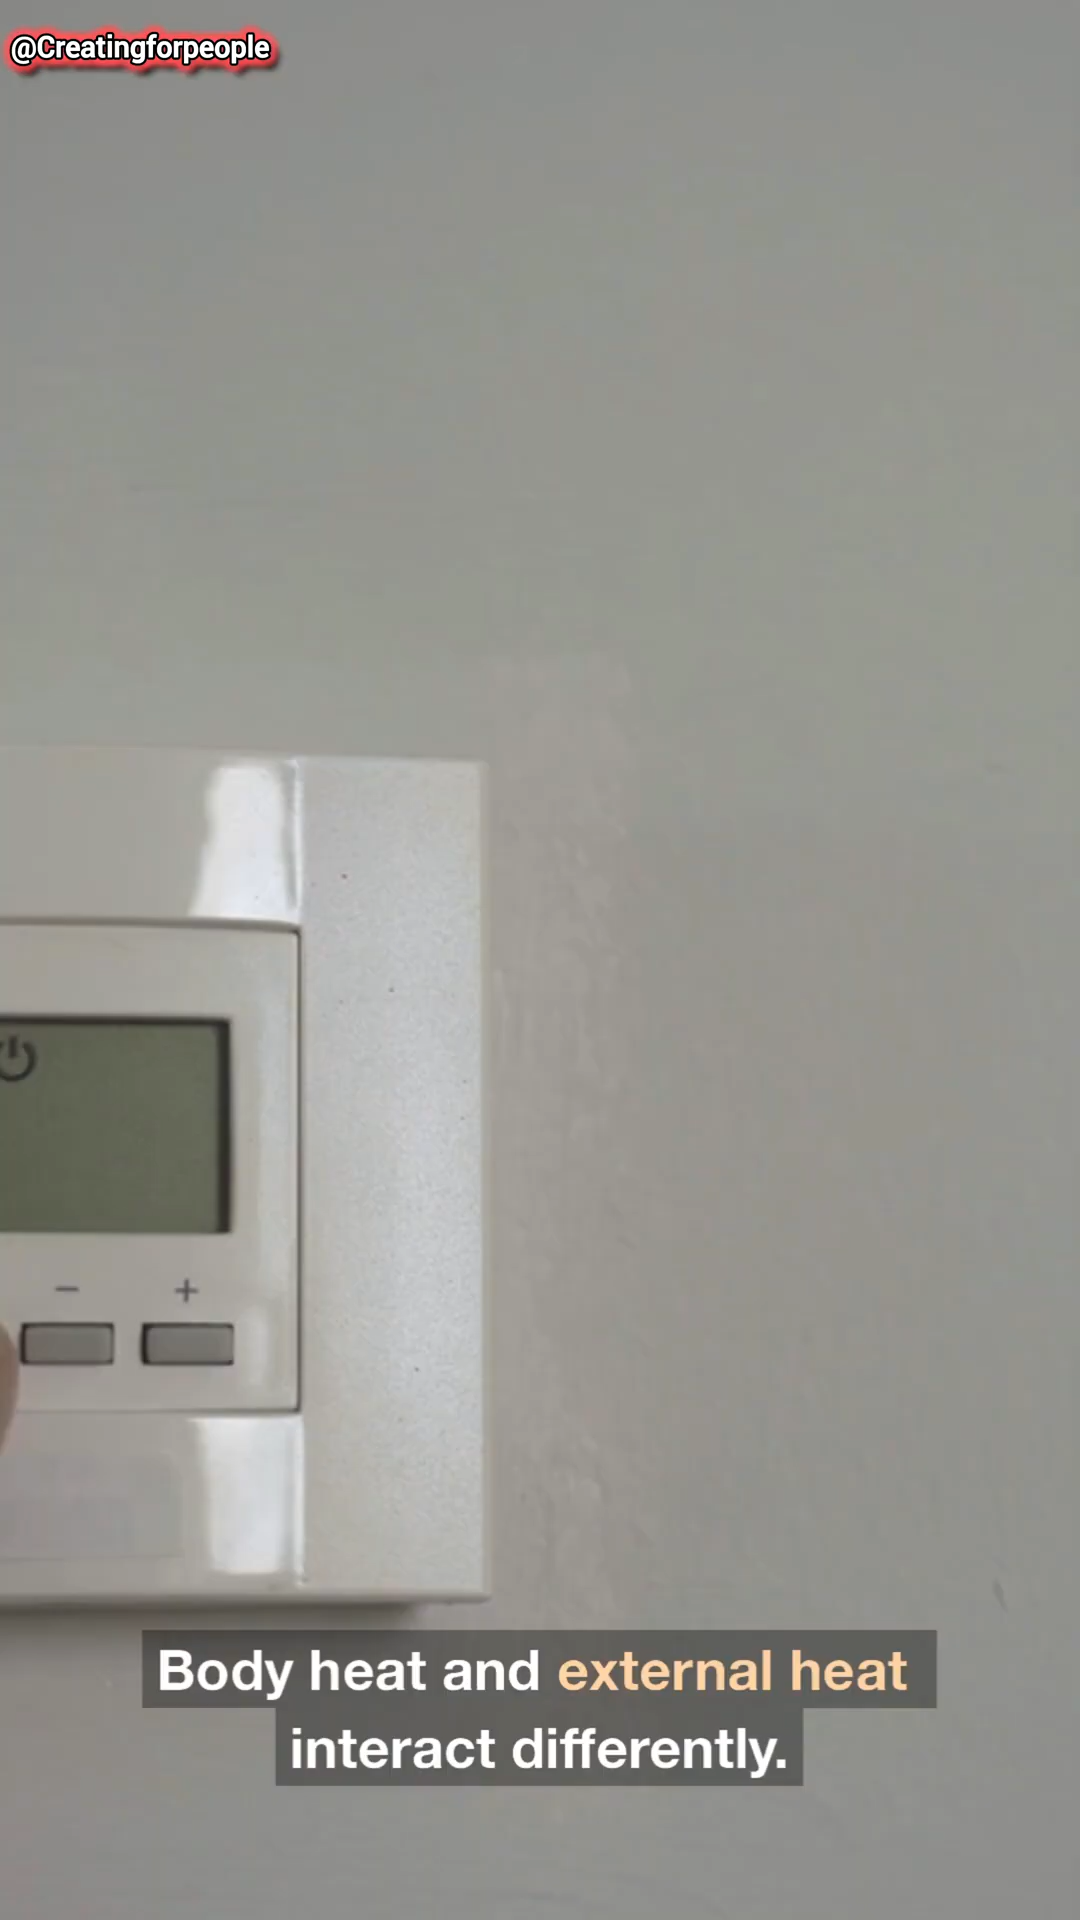 @Creatingforpeople
− +
Body heat and external heat
interact differently.